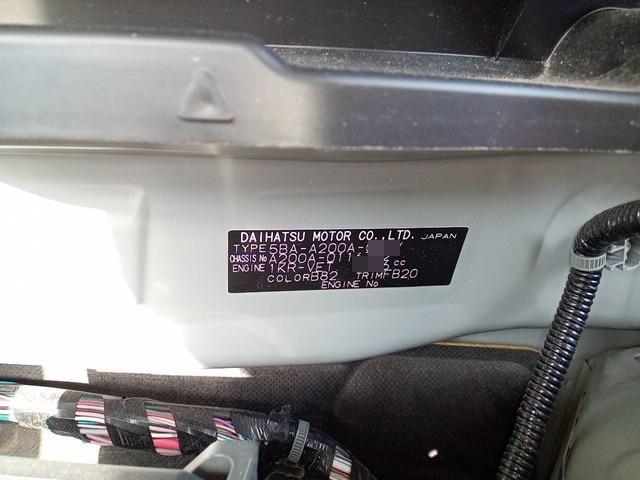 DAIHATSU MOTOR CO.,LTD. JAPAN
TYPE 5BA-A200A-
CHASSIS No A200A-011
ENGINE 1KR-VET cc
COLOR B82 TRIM FB20
ENGINE No